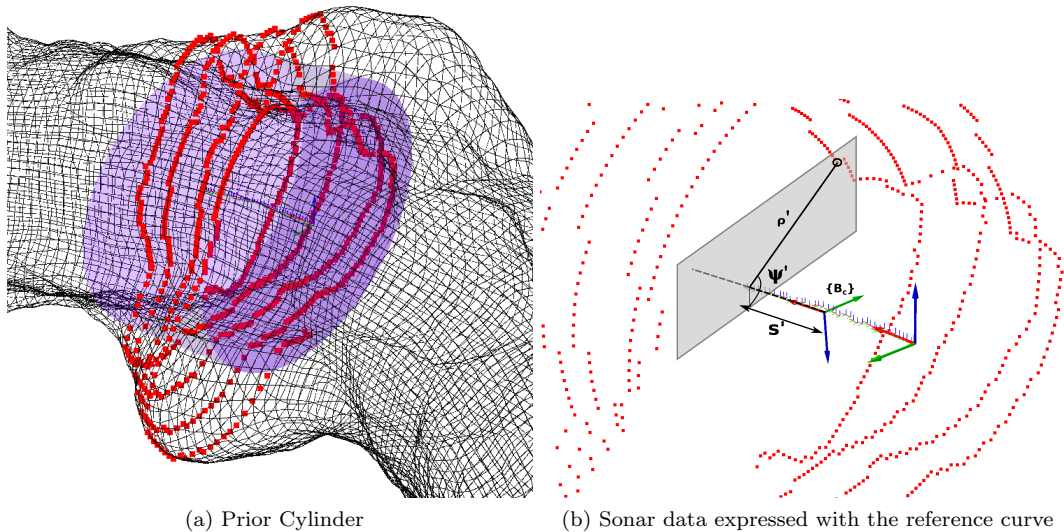 ρ'
Ψ'
{B_c}
S'
(a) Prior Cylinder
(b) Sonar data expressed with the reference curve